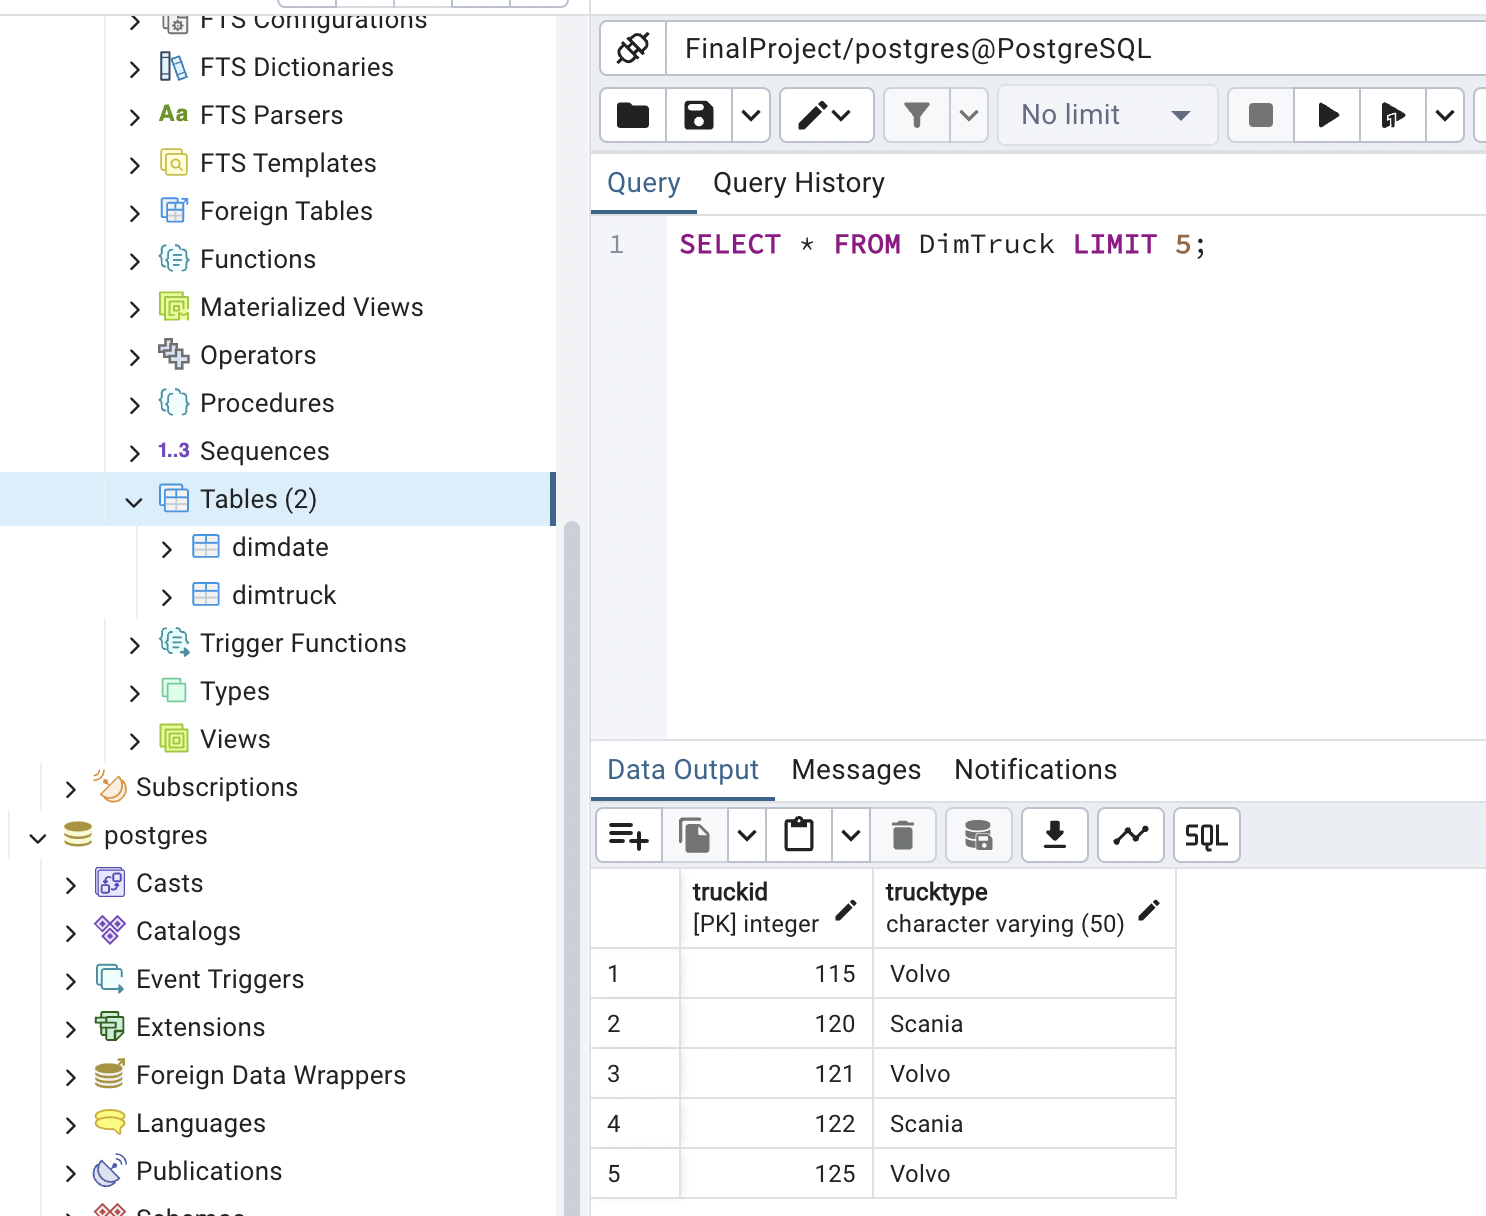 FTS Configurations
FTS Dictionaries
Aa FTS Parsers
FTS Templates
Foreign Tables
Functions
Materialized Views
Operators
Procedures
1..3 Sequences
Tables (2)
dimdate
dimtruck
Trigger Functions
Types
Views
Subscriptions
postgres
Casts
Catalogs
Event Triggers
Extensions
Foreign Data Wrappers
Languages
Publications
Schemas
FinalProject/postgres@PostgreSQL
No limit
Query Query History
1 SELECT * FROM DimTruck LIMIT 5;
Data Output Messages Notifications
SQL
truckid trucktype
[PK] integer character varying (50)
1 115 Volvo
2 120 Scania
3 121 Volvo
4 122 Scania
5 125 Volvo